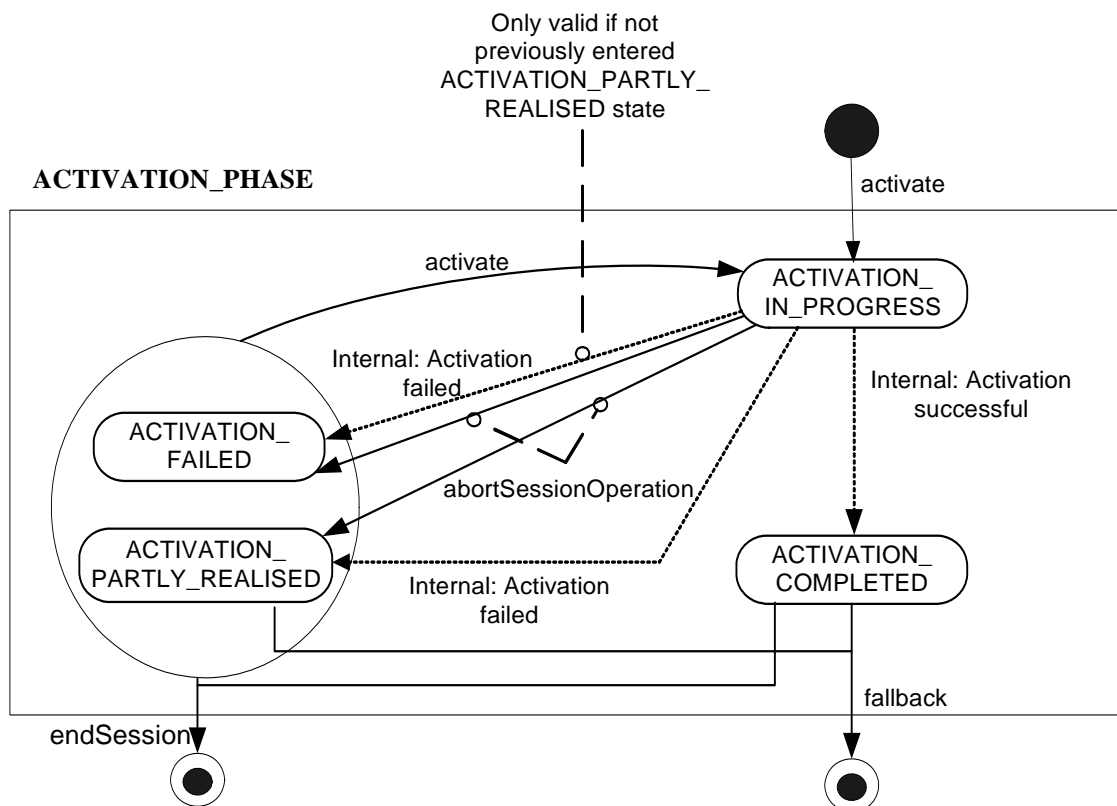 Only valid if not
previously entered
ACTIVATION_PARTLY_
REALISED state
ACTIVATION_PHASE
activate
activate
ACTIVATION_
IN_PROGRESS
Internal: Activation
failed
Internal: Activation
successful
ACTIVATION_
FAILED
abortSessionOperation
ACTIVATION_
PARTLY_REALISED
Internal: Activation
failed
ACTIVATION_
COMPLETED
fallback
endSession